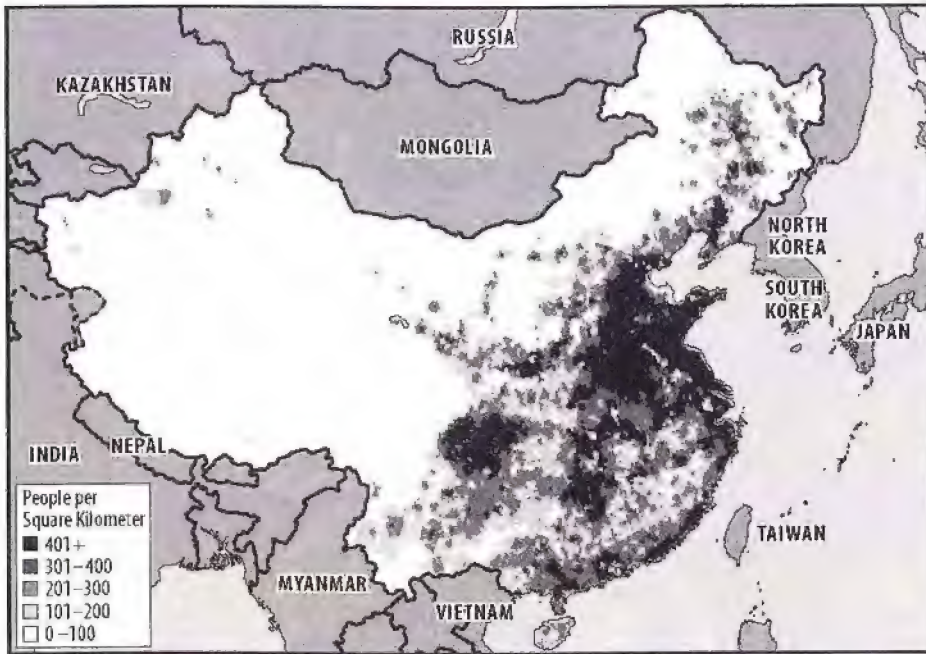 RUSSIA
KAZAKHSTAN
MONGOLIA
NORTH
KOREA
SOUTH
KOREA
JAPAN
INDIA
NEPAL
People per
Square Kilometer
401+
301–400
201–300
101–200
0–100
TAIWAN
MYANMAR
VIETNAM